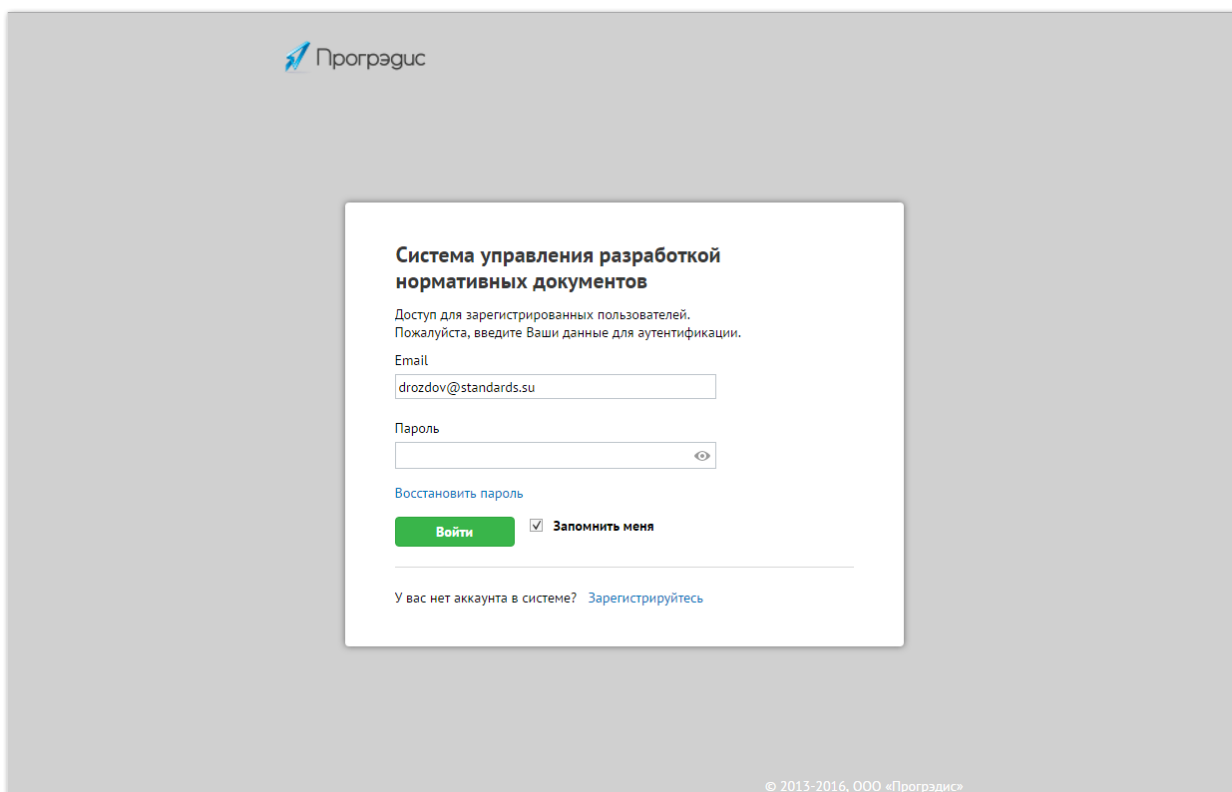 Прогрэдис
Система управления разработкой
нормативных документов
Доступ для зарегистрированных пользователей.
Пожалуйста, введите Ваши данные для аутентификации.
Email
drozdov@standards.su
Пароль
Восстановить пароль
Войти
Запомнить меня
У вас нет аккаунта в системе? Зарегистрируйтесь
© 2013-2016, ООО «Прогрэдис»